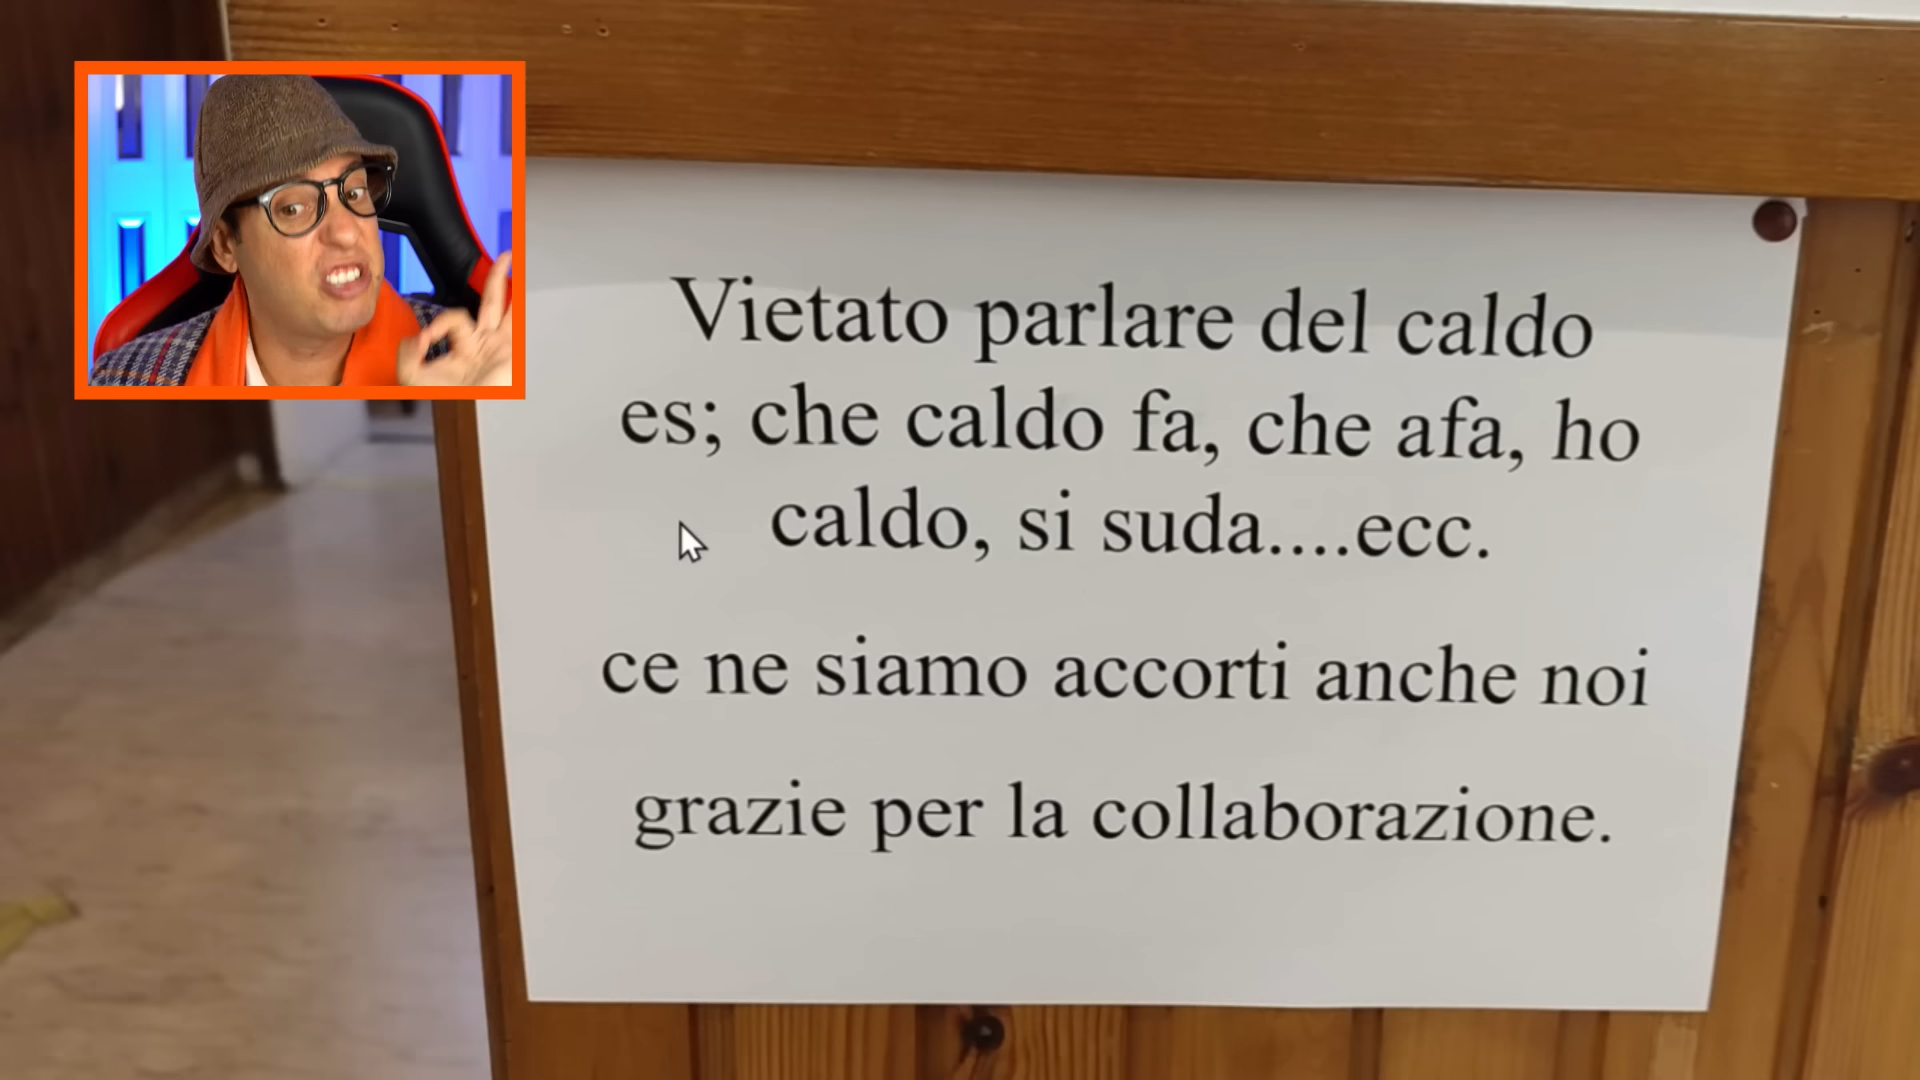 Vietato parlare del caldo
es; che caldo fa, che afa, ho
caldo, si suda....ecc.
ce ne siamo accorti anche noi
grazie per la collaborazione.